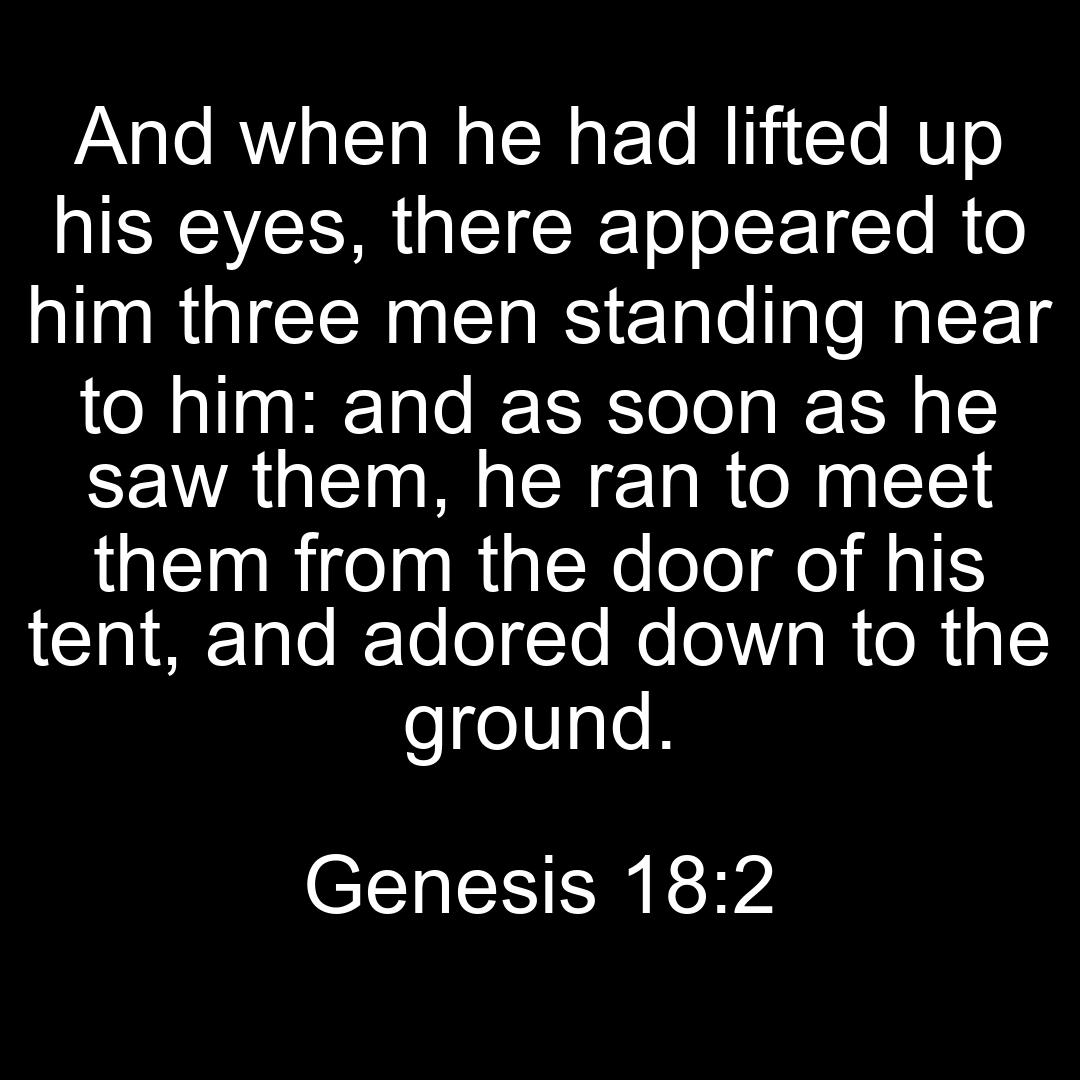 And when he had lifted up
his eyes, there appeared to
him three men standing near
to him: and as soon as he
saw them, he ran to meet
them from the door of his
tent, and adored down to the
ground.
Genesis 18:2